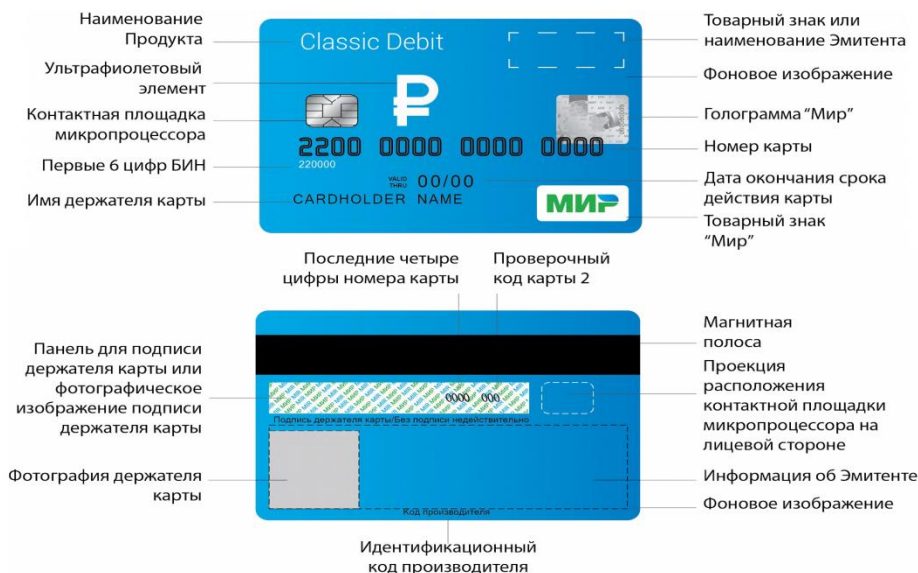 Наименование
Продукта
Ультрафиолетовый
элемент
Контактная площадка
микропроцессора
Первые 6 цифр БИН
Имя держателя карты
Classic Debit
2200 0000 0000 0000
220000
VALID
THRU 00/00
CARDHOLDER NAME
МИР
Товарный знак или
наименование Эмитента
Фоновое изображение
Голограмма “Мир”
Номер карты
Дата окончания срока
действия карты
Товарный знак
“Мир”
Последние четыре
цифры номера карты
Проверочный
код карты 2
Панель для подписи
держателя карты или
фотографическое
изображение подписи
держателя карты
Фотография держателя
карты
0000 000
Подпись держателя карты/Без подписи недействительно
Код производителя
Магнитная
полоса
Проекция
расположения
контактной площадки
микропроцессора на
лицевой стороне
Информация об Эмитенте
Фоновое изображение
Идентификационный
код производителя